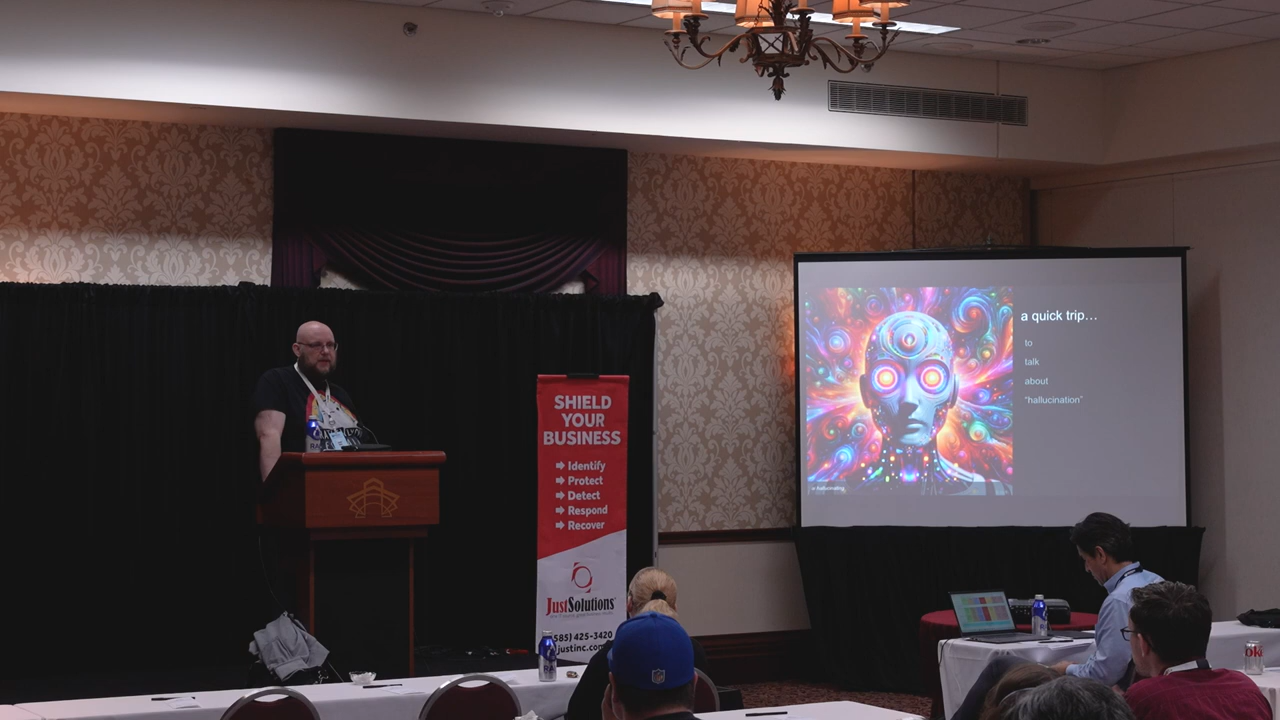 SHIELD
YOUR
BUSINESS
Identify
Protect
Detect
Respond
Recover
JustSolutions
(585) 425-3420
justinc.com
a quick trip…
to
talk
about
“hallucination”